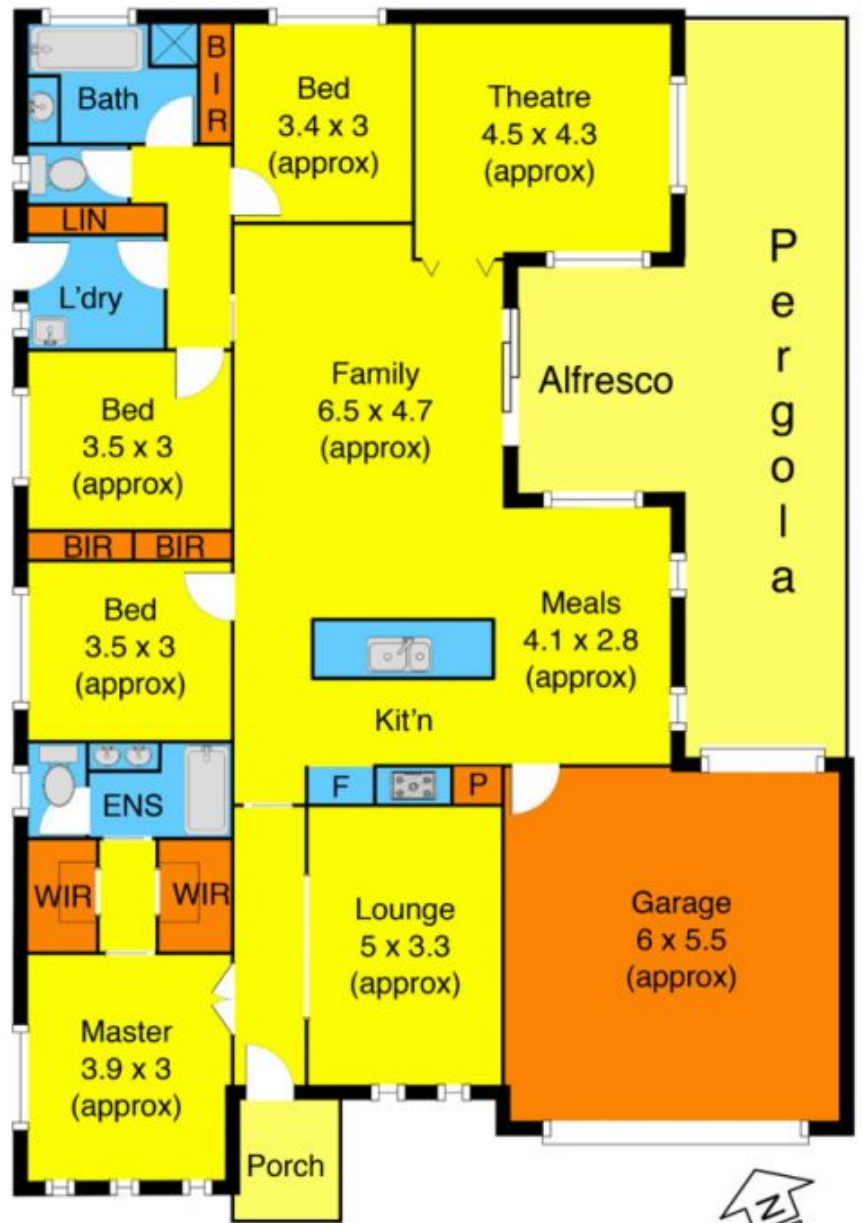 Bath
B
I
R
Bed
3.4 x 3
(approx)
Theatre
4.5 x 4.3
(approx)
LIN
L'dry
P
e
r
g
o
l
a
Family
6.5 x 4.7
(approx)
Alfresco
Bed
3.5 x 3
(approx)
BIR
BIR
Bed
3.5 x 3
(approx)
Meals
4.1 x 2.8
(approx)
Kit'n
F
P
ENS
WIR
WIR
Lounge
5 x 3.3
(approx)
Garage
6 x 5.5
(approx)
Master
3.9 x 3
(approx)
Porch
N